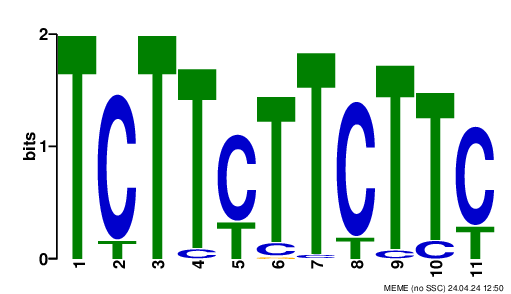 2
1
0
bits
T C T T C T T C T T C
T C C T C C T C C T
1 2 3 4 5 6 7 8 9 10 11
MEME (no SSC) 24.04.24 12:50